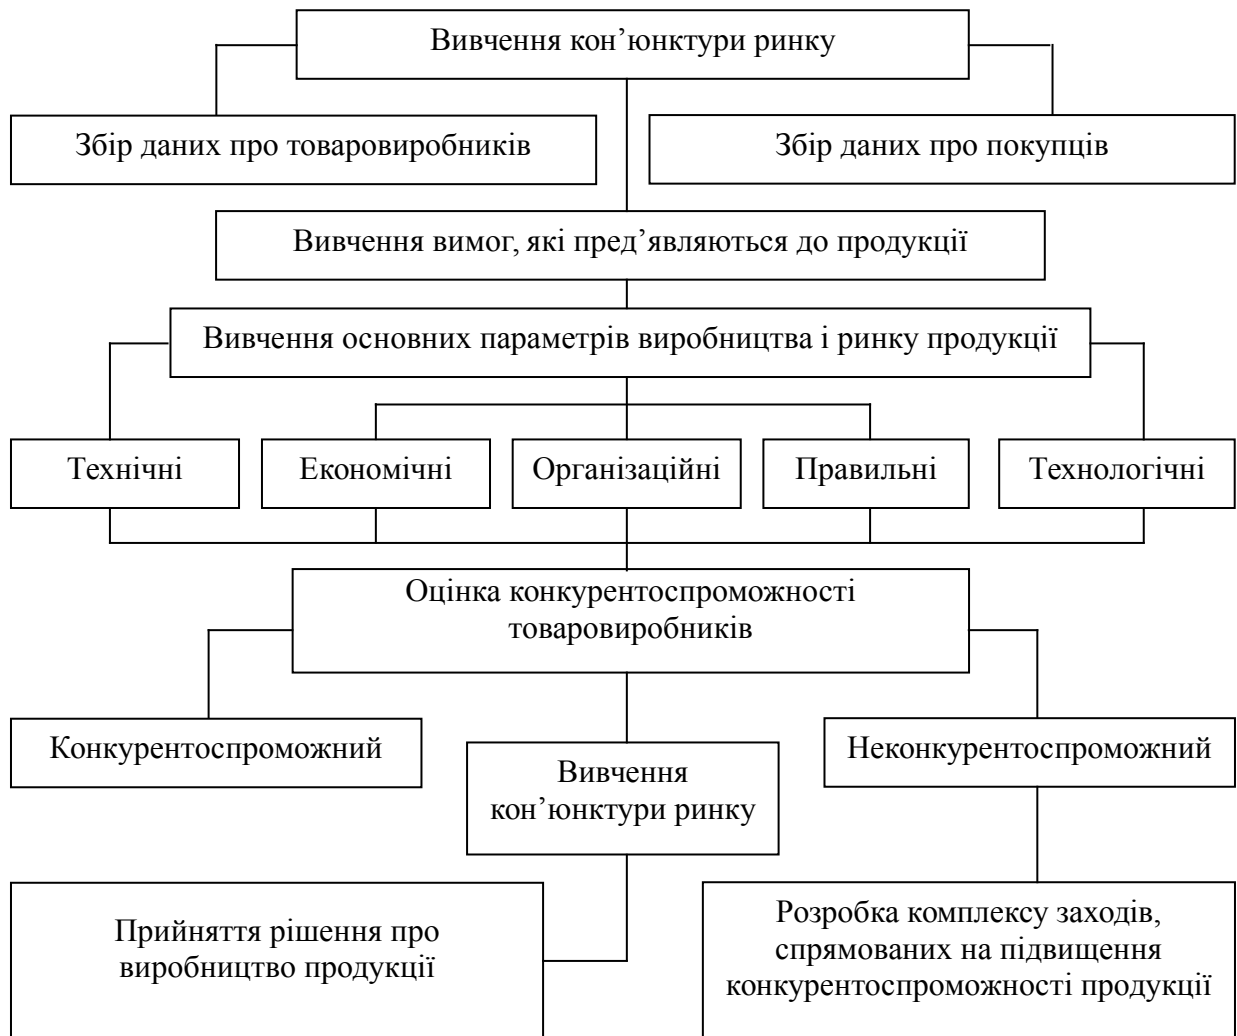 Вивчення кон’юнктури ринку
Збір даних про товаровиробників
Збір даних про покупців
Вивчення вимог, які пред’являються до продукції
Вивчення основних параметрів виробництва і ринку продукції
Технічні
Економічні
Організаційні
Правильні
Технологічні
Оцінка конкурентоспроможності
товаровиробників
Конкурентоспроможний
Неконкурентоспроможний
Вивчення
кон’юнктури ринку
Прийняття рішення про
виробництво продукції
Розробка комплексу заходів,
спрямованих на підвищення
конкурентоспроможності продукції